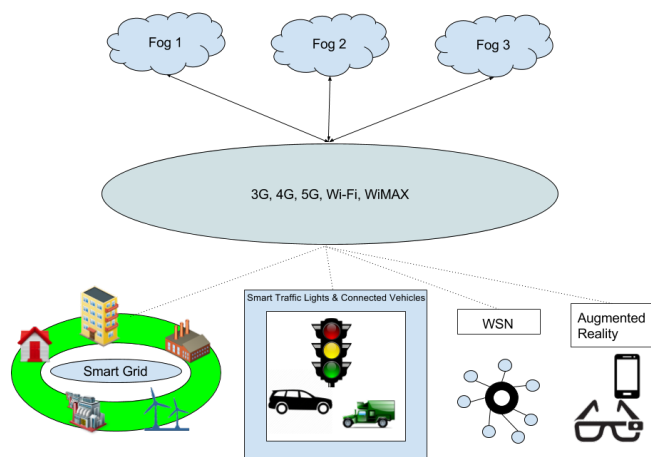 Fog 1
Fog 2
Fog 3
3G, 4G, 5G, Wi-Fi, WiMAX
Smart Grid
Smart Traffic Lights & Connected Vehicles
WSN
Augmented
Reality